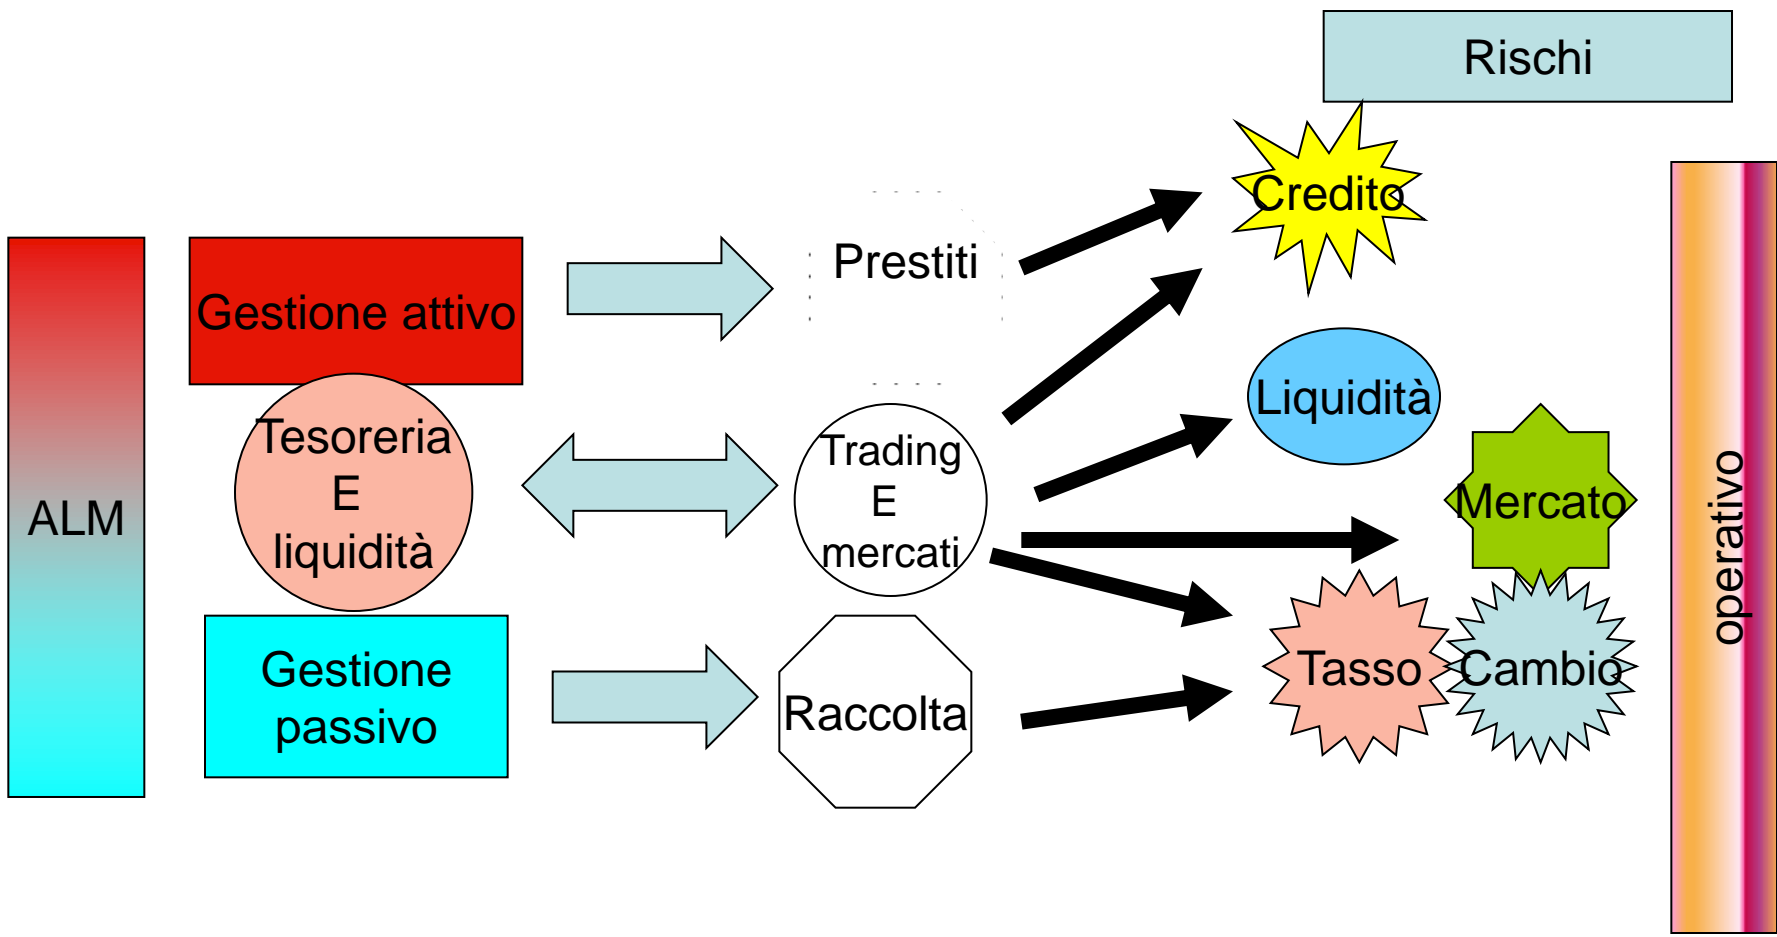 Rischi
Credito
Prestiti
Gestione attivo
Liquidità
Tesoreria
E
liquidità
Trading
E
mercati
Mercato
ALM
operativo
Gestione
passivo
Raccolta
Tasso
Cambio